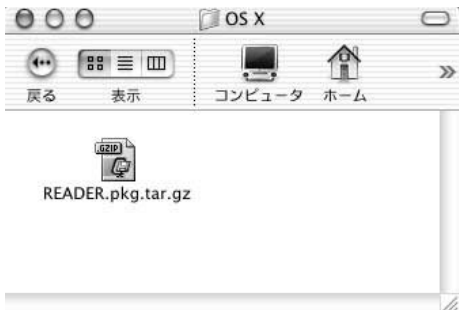 OS X
戻る 表示 コンピュータ ホーム »
.GZIP
READER.pkg.tar.gz